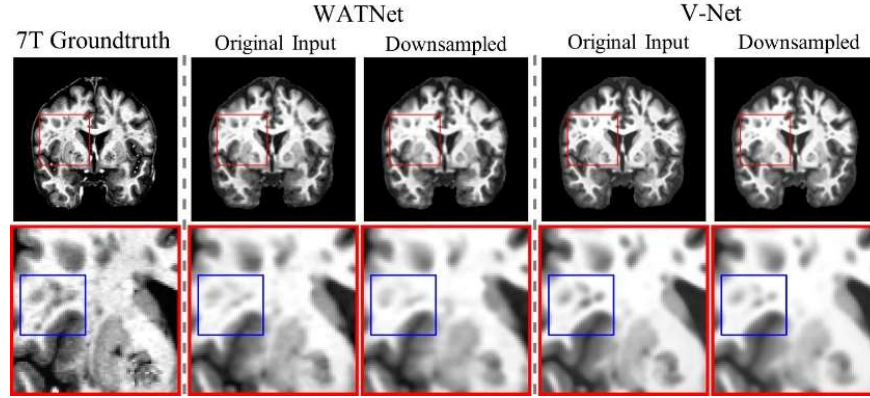 WATNet
V-Net
7T Groundtruth
Original Input
Downsampled
Original Input
Downsampled